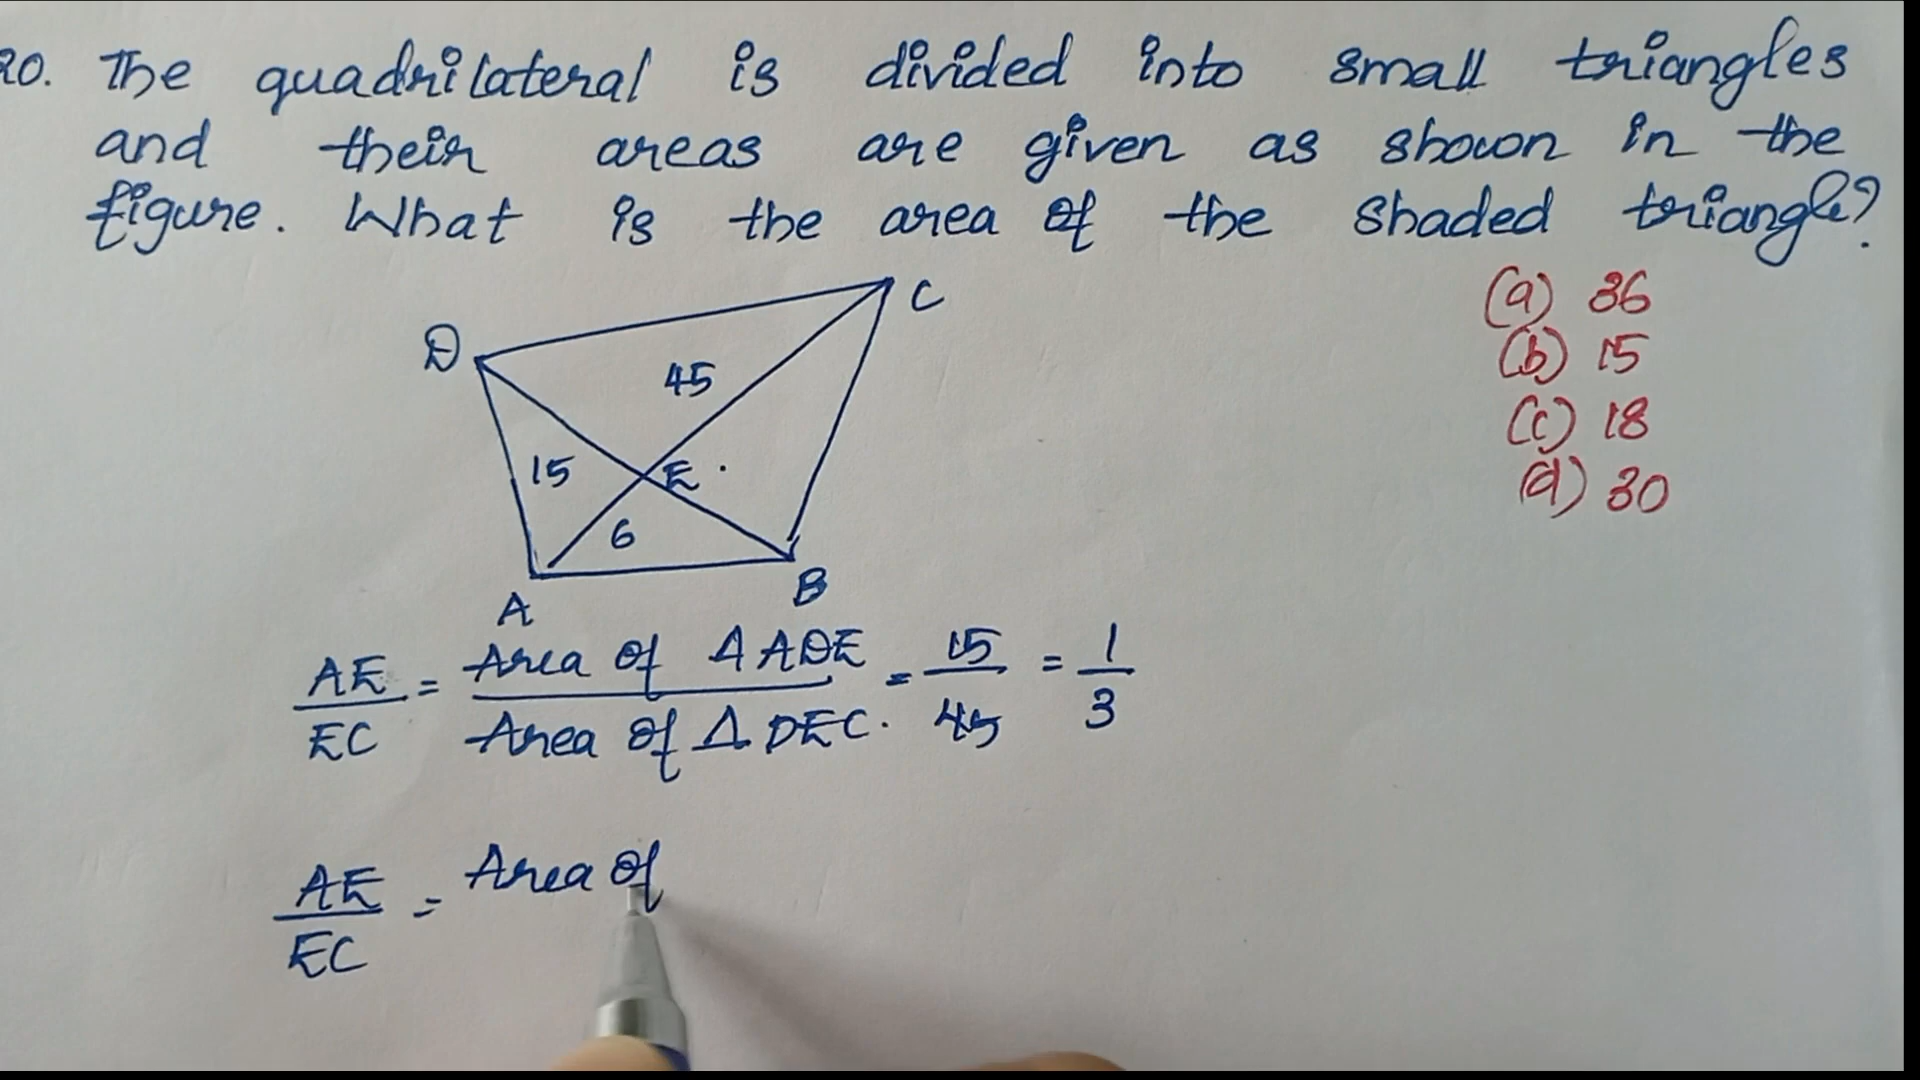 20. The quadrilateral is divided into small triangles
and their areas are given as shown in the
figure. What is the area of the shaded triangle?
(a) 36
(b) 15
(c) 18
(d) 30
D
C
45
15
E
6
A
B
AE/EC = Area of Δ ADE / Area of Δ DEC. = 15/45 = 1/3
AE/EC = Area of